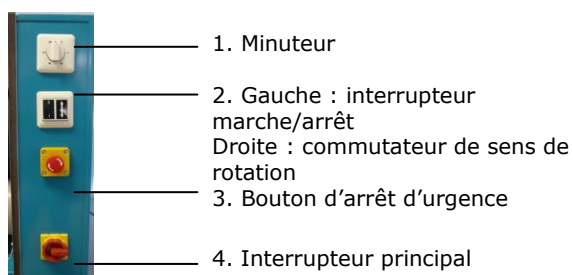 1. Minuteur
2. Gauche : interrupteur
marche/arrêt
Droite : commutateur de sens de
rotation
3. Bouton d’arrêt d’urgence
4. Interrupteur principal